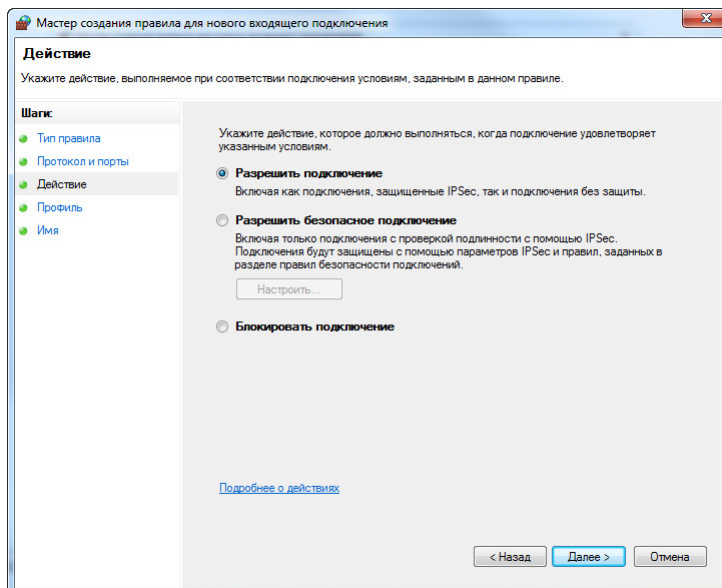 Мастер создания правила для нового входящего подключения
Действие
Укажите действие, выполняемое при соответствии подключения условиям, заданным в данном правиле.
Шаги:
Тип правила
Протокол и порты
Действие
Профиль
Имя
Укажите действие, которое должно выполняться, когда подключение удовлетворяет
указанным условиям.
Разрешить подключение
Включая как подключения, защищенные IPSec, так и подключения без защиты.
Разрешить безопасное подключение
Включая только подключения с проверкой подлинности с помощью IPSec.
Подключения будут защищены с помощью параметров IPSec и правил, заданных в
разделе правил безопасности подключений.
Настроить...
Блокировать подключение
Подробнее о действиях
< Назад
Далее >
Отмена